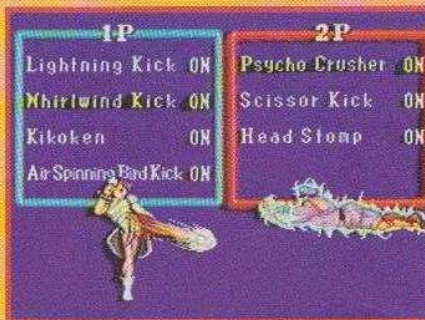 1P
Lightning Kick ON
Whirlwind Kick ON
Kikoken ON
Air Spinning Bird Kick ON
2P
Psycho Crusher ON
Scissor Kick ON
Head Stomp ON